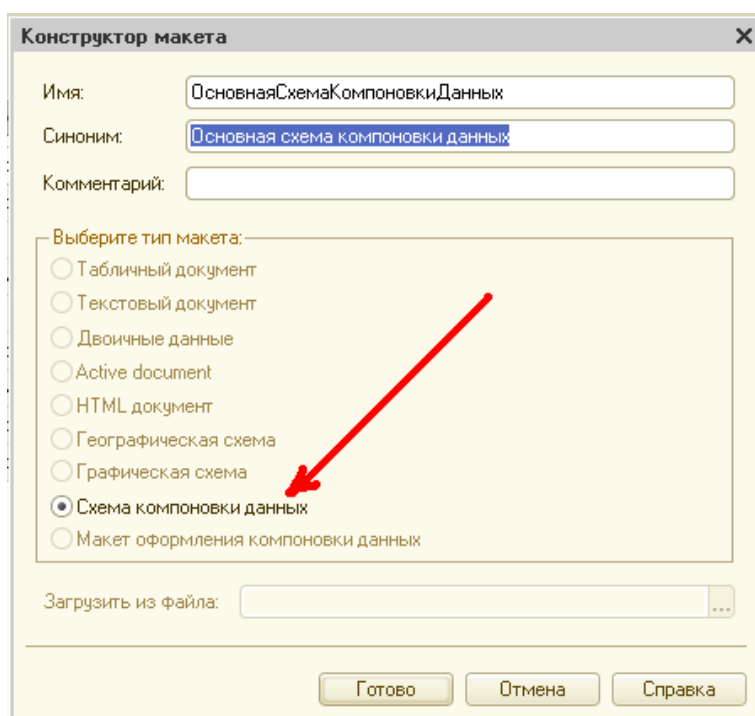 Конструктор макета
Имя: ОсновнаяСхемаКомпоновкиДанных
Синоним: Основная схема компоновки данных
Комментарий:
Выберите тип макета:
Табличный документ
Текстовый документ
Двоичные данные
Active document
HTML документ
Географическая схема
Графическая схема
Схема компоновки данных
Макет оформления компоновки данных
Загрузить из файла: ...
Готово Отмена Справка